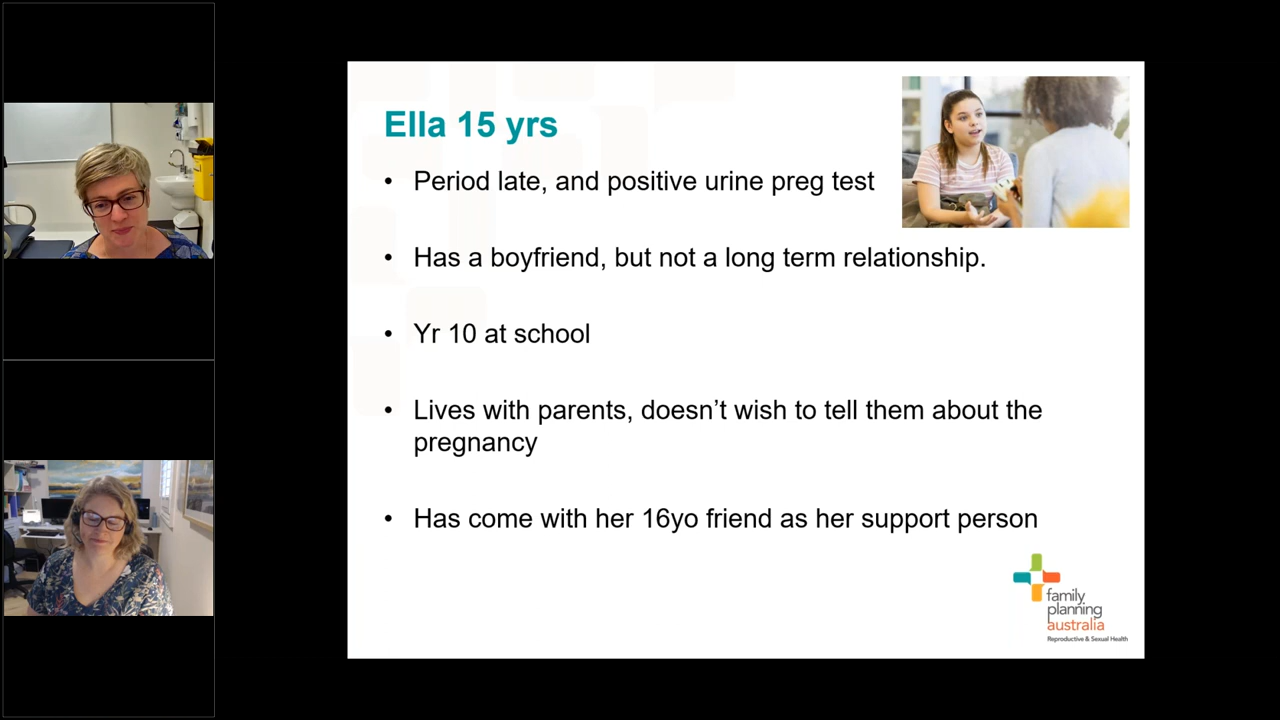 Ella 15 yrs
• Period late, and positive urine preg test
• Has a boyfriend, but not a long term relationship.
• Yr 10 at school
• Lives with parents, doesn’t wish to tell them about the
pregnancy
• Has come with her 16yo friend as her support person
family
planning
australia
Reproductive & Sexual Health